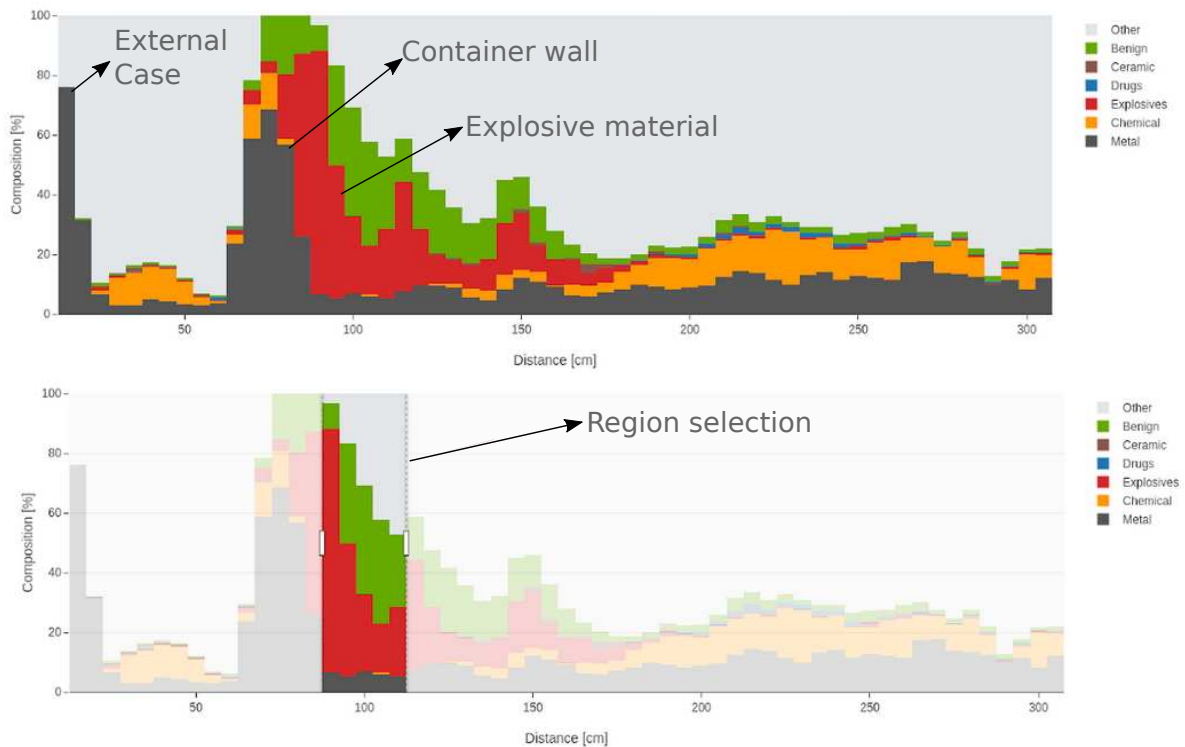 100
80
60
40
20
0
Composition [%]
External
Case
Container wall
Explosive material
50
100
150
200
250
300
Distance [cm]
Other
Benign
Ceramic
Drugs
Explosives
Chemical
Metal
100
80
60
40
20
0
Composition [%]
Region selection
50
100
150
200
250
300
Distance [cm]
Other
Benign
Ceramic
Drugs
Explosives
Chemical
Metal